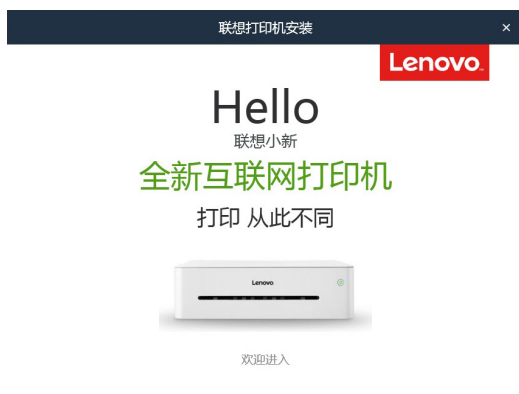 联想打印机安装 ×
Lenovo
Hello
联想小新
全新互联网打印机
打印 从此不同
Lenovo
欢迎进入